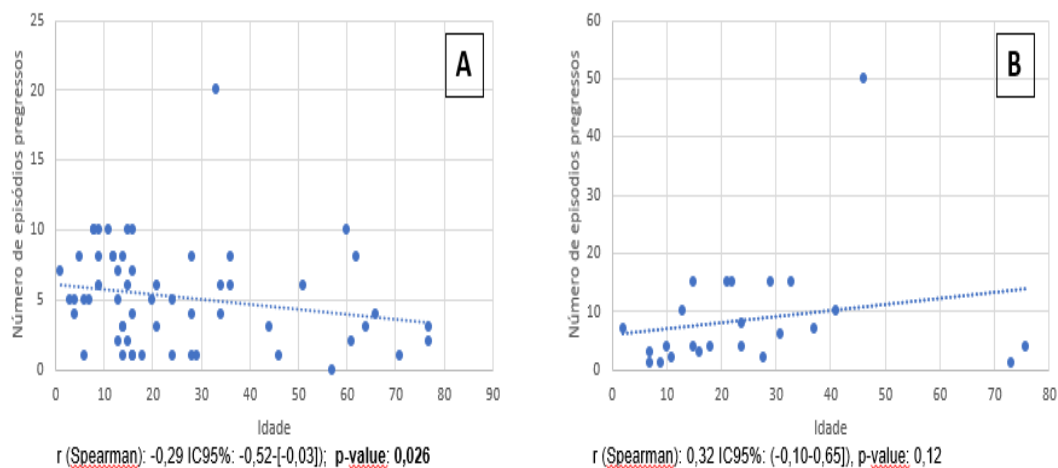 A
Número de episódios pregressos
25
20
15
10
5
0
0 10 20 30 40 50 60 70 80 90
Idade
r (Spearman): -0,29 IC95%: -0,52-[-0,03]); p-value: 0,026
B
Número de episódios pregressos
60
50
40
30
20
10
0
0 10 20 30 40 50 60 70 80
Idade
r (Spearman): 0,32 IC95%: (-0,10-0,65]), p-value: 0,12